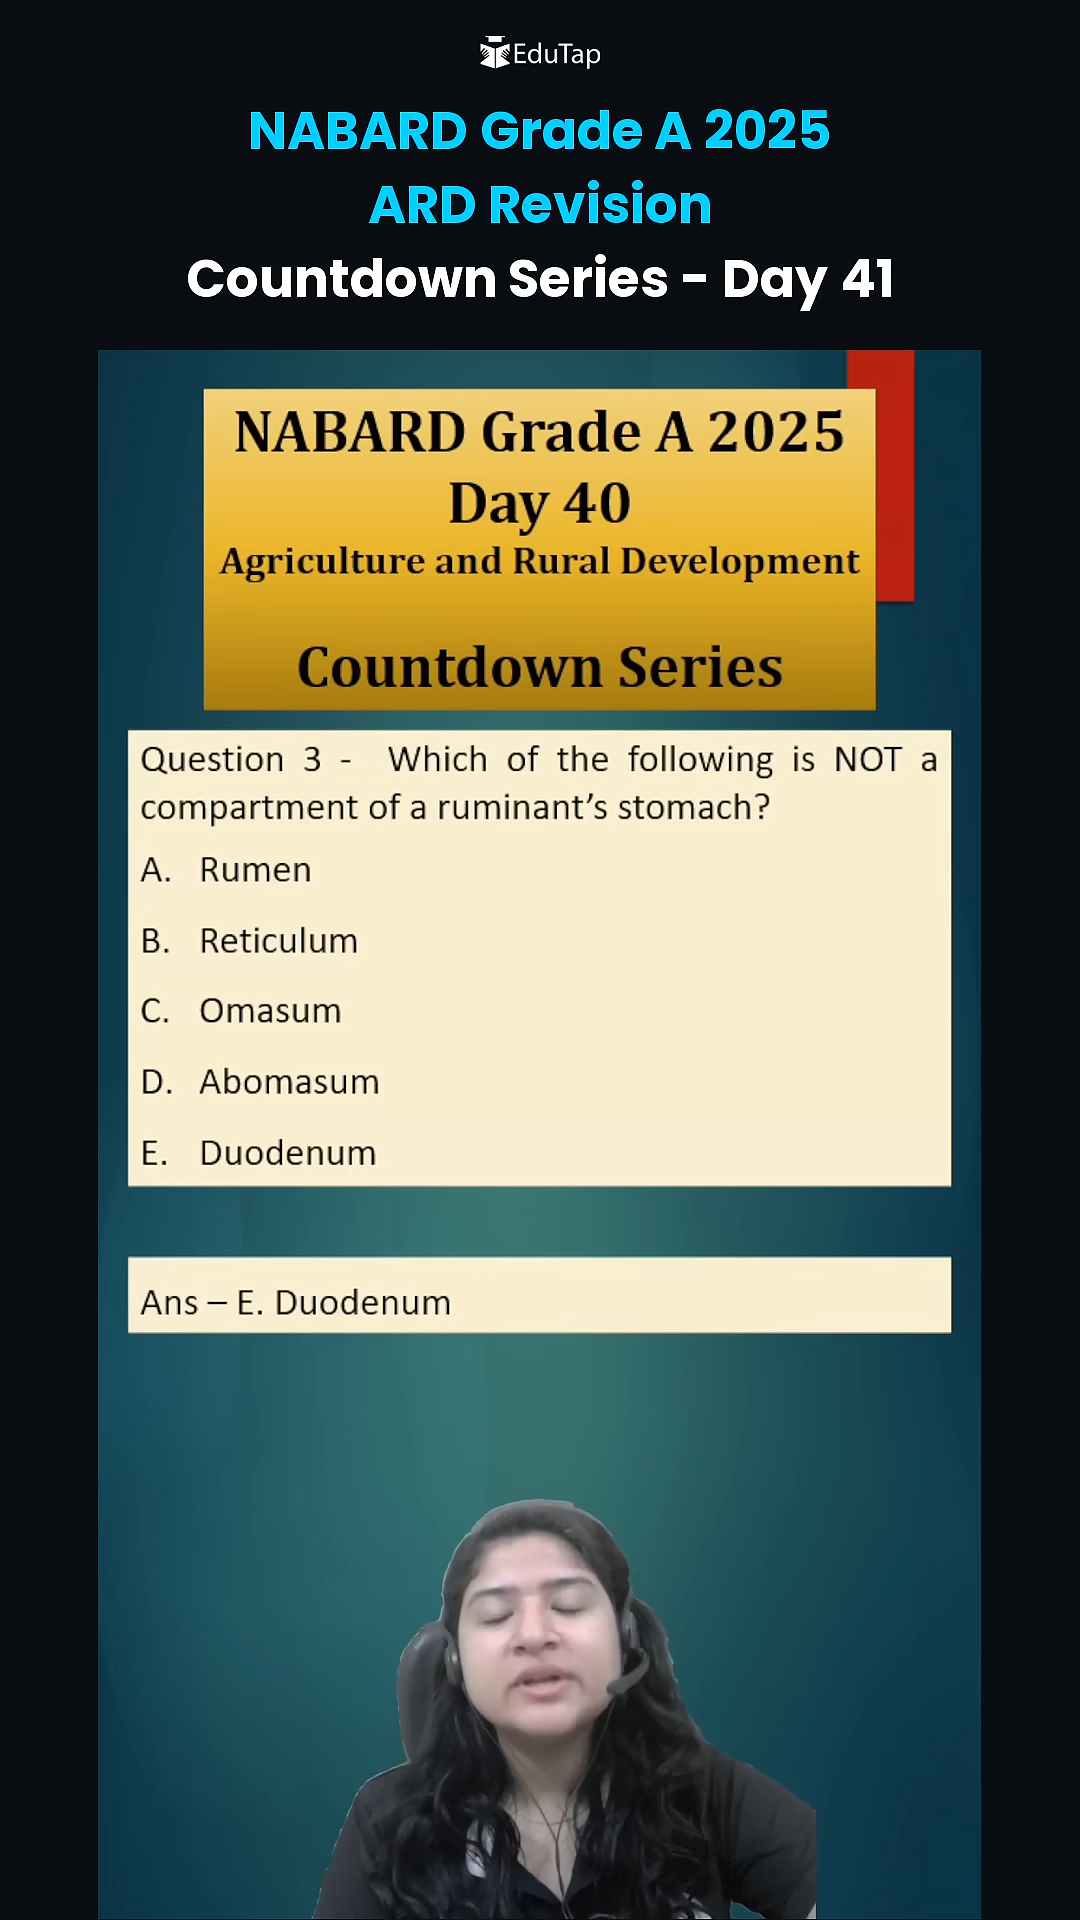 EduTap
NABARD Grade A 2025
ARD Revision
Countdown Series - Day 41
NABARD Grade A 2025
Day 40
Agriculture and Rural Development
Countdown Series
Question 3 - Which of the following is NOT a
compartment of a ruminant’s stomach?
A. Rumen
B. Reticulum
C. Omasum
D. Abomasum
E. Duodenum
Ans – E. Duodenum